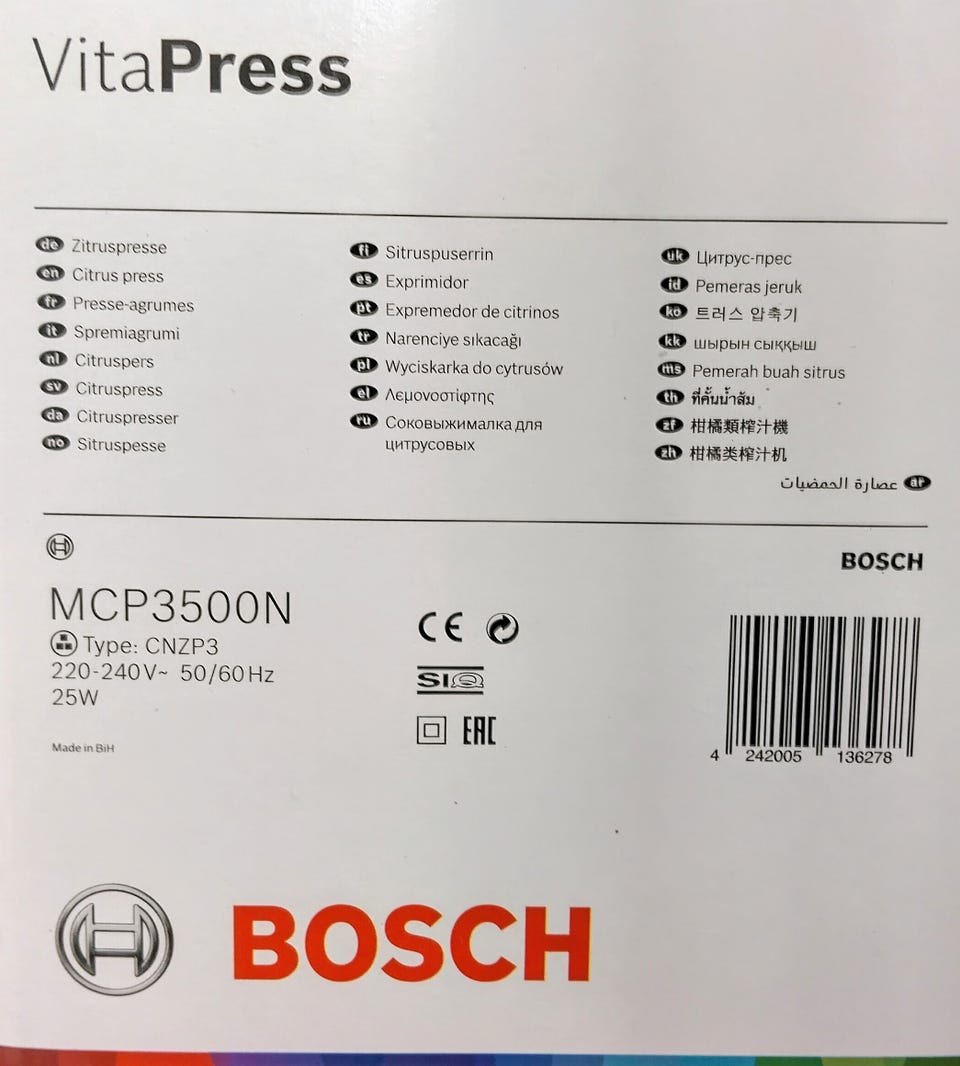 VitaPress
de Zitruspresse
en Citrus press
fr Presse-agrumes
it Spremiagrumi
nl Citruspers
sv Citruspress
da Citruspresser
no Sitruspesse
fi Sitruspuserrin
es Exprimidor
pt Expremedor de citrinos
tr Narenciye sıkacağı
pl Wyciskarka do cytrusów
el Λεμονοστίφτης
ru Соковыжималка для
цитрусовых
uk Цитрус-прес
id Pemeras jeruk
ko 트러스 압축기
kk шырын сыққыш
ms Pemerah buah sitrus
th ที่คั้นน้ำส้ม
zf 柑橘類榨汁機
zh 柑橘类榨汁机
ar عصارة الحمضيات
BOSCH
MCP3500N
Type: CNZP3
220-240V~ 50/60Hz
25W
Made in BiH
CE
SIQ
EAC
4 242005 136278
BOSCH